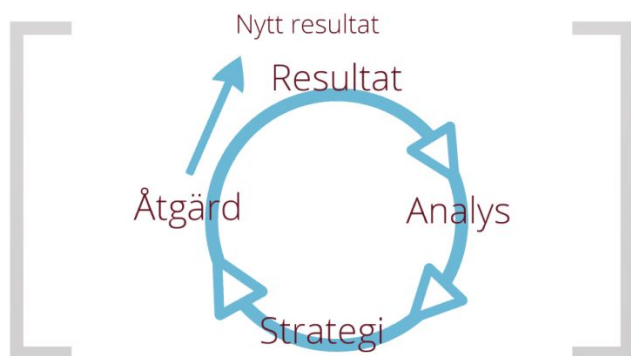 Nytt resultat
Resultat
Åtgärd
Analys
Strategi